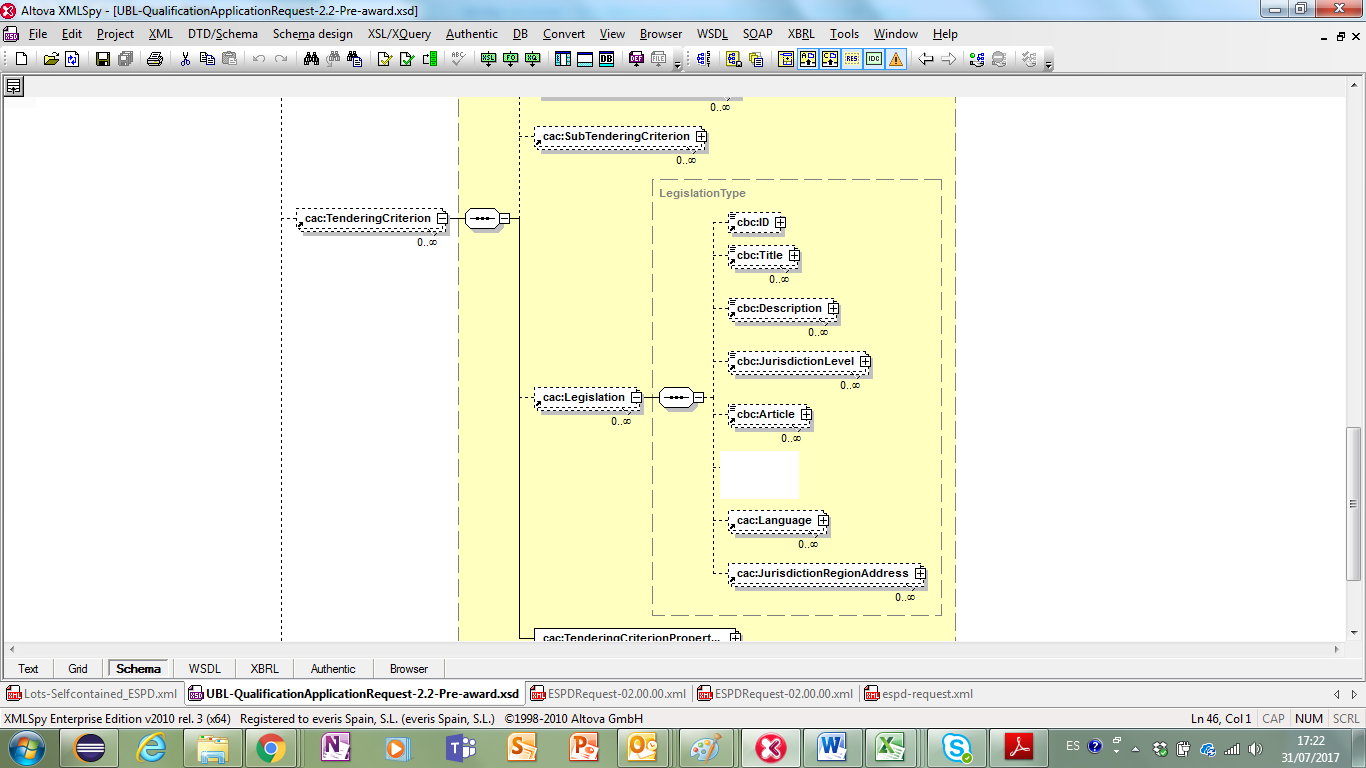 Altova XMLSpy - [UBL-QualificationApplicationRequest-2.2-Pre-award.xsd]
File Edit Project XML DTD/Schema Schema design XSL/XQuery Authentic DB Convert View Browser WSDL SOAP XBRL Tools Window Help
0..∞
cac:SubTenderingCriterion
0..∞
LegislationType
cac:TenderingCriterion
0..∞
cbc:ID
cbc:Title
0..∞
cbc:Description
0..∞
cbc:JurisdictionLevel
0..∞
cac:Legislation
0..∞
cbc:Article
0..∞
cac:Language
0..∞
cac:JurisdictionRegionAddress
0..∞
cac:TenderingCriterionPropert...
Text Grid Schema WSDL XBRL Authentic Browser
Lots-Selfcontained_ESPD.xml UBL-QualificationApplicationRequest-2.2-Pre-award.xsd ESPDRequest-02.00.00.xml ESPDRequest-02.00.00.xml espd-request.xml
XMLSpy Enterprise Edition v2010 rel. 3 (x64) Registered to everis Spain, S.L. (everis Spain, S.L.) ©1998-2010 Altova GmbH Ln 46, Col 1 CAP NUM SCRL
ES 17:22
31/07/2017